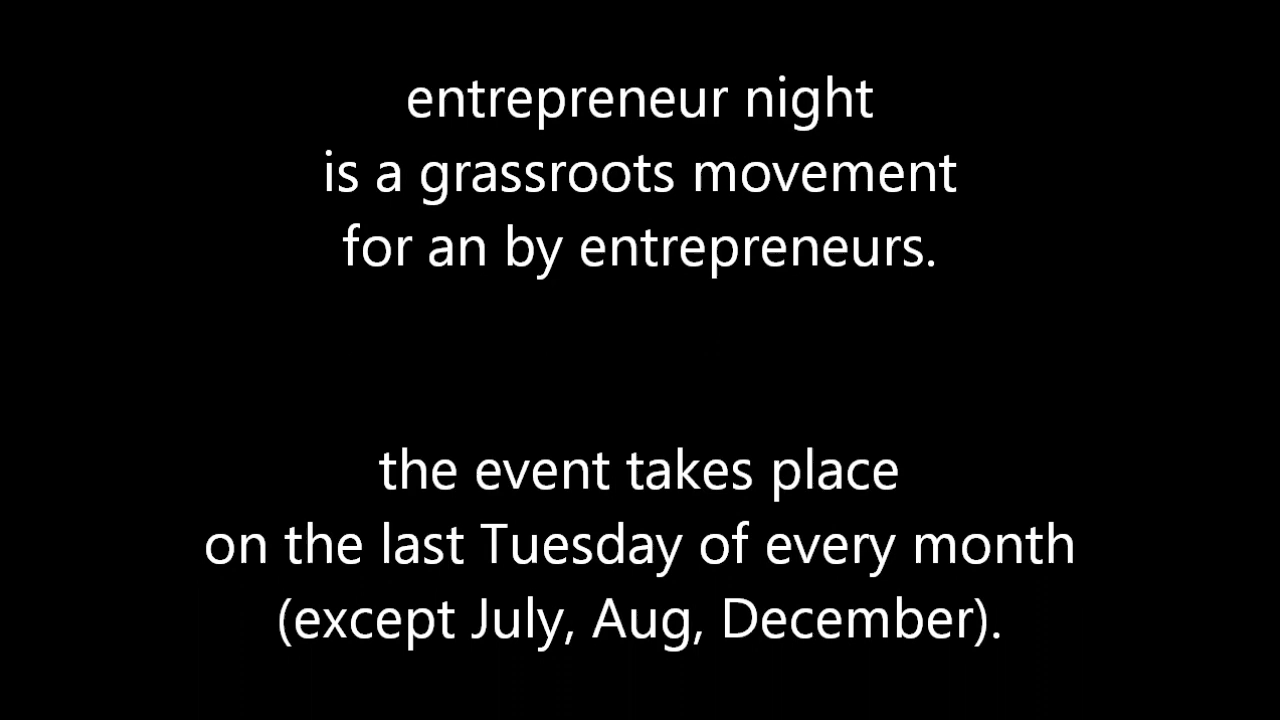 entrepreneur night
is a grassroots movement
for an by entrepreneurs.
the event takes place
on the last Tuesday of every month
(except July, Aug, December).